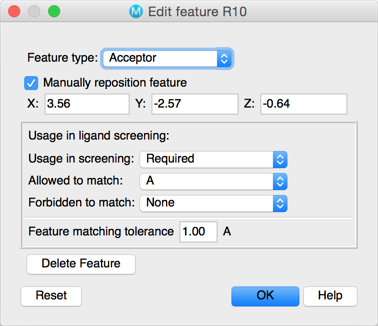 M Edit feature R10
Feature type: Acceptor
Manually reposition feature
X: 3.56 Y: -2.57 Z: -0.64
Usage in ligand screening:
Usage in screening: Required
Allowed to match: A
Forbidden to match: None
Feature matching tolerance 1.00 A
Delete Feature
Reset OK Help